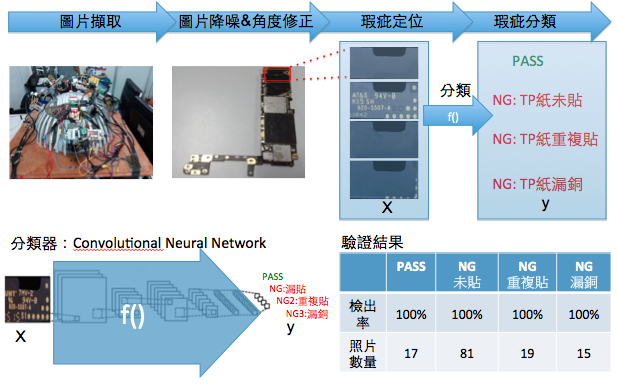 圖片擷取
圖片降噪&角度修正
瑕疵定位
瑕疵分類
94V-0
820-5507-A
分類
f()
X
PASS
NG: TP紙未貼
NG: TP紙重複貼
NG: TP紙漏銅
y
分類器：Convolutional Neural Network
f()
X
PASS
NG:漏貼
NG2:重複貼
NG3:漏銅
y
驗證結果
PASS NG 未貼 NG 重複貼 NG 漏銅
檢出率 100% 100% 100% 100%
照片數量 17 81 19 15